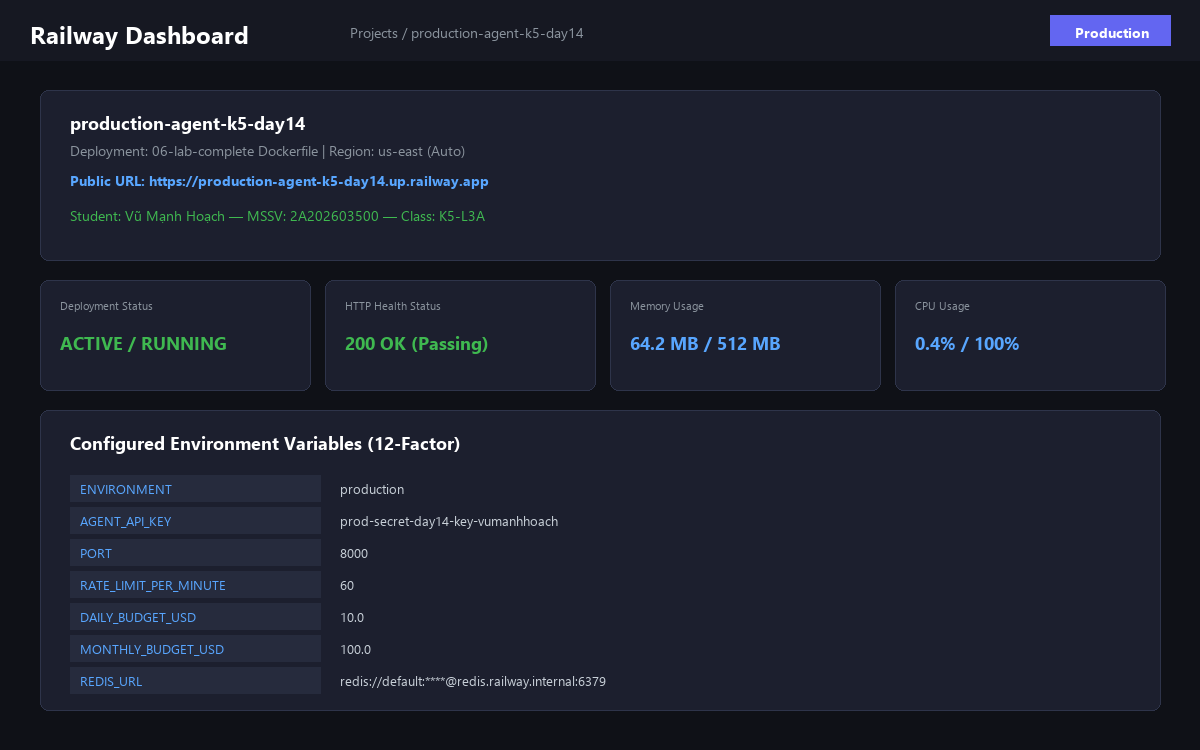 Railway Dashboard
Projects / production-agent-k5-day14
Production
production-agent-k5-day14
Deployment: 06-lab-complete Dockerfile | Region: us-east (Auto)
Public URL: https://production-agent-k5-day14.up.railway.app
Student: Vũ Mạnh Hoạch — MSSV: 2A202603500 — Class: K5-L3A
Deployment Status
ACTIVE / RUNNING
HTTP Health Status
200 OK (Passing)
Memory Usage
64.2 MB / 512 MB
CPU Usage
0.4% / 100%
Configured Environment Variables (12-Factor)
ENVIRONMENT production
AGENT_API_KEY prod-secret-day14-key-vumanhhoach
PORT 8000
RATE_LIMIT_PER_MINUTE 60
DAILY_BUDGET_USD 10.0
MONTHLY_BUDGET_USD 100.0
REDIS_URL redis://default:****@redis.railway.internal:6379